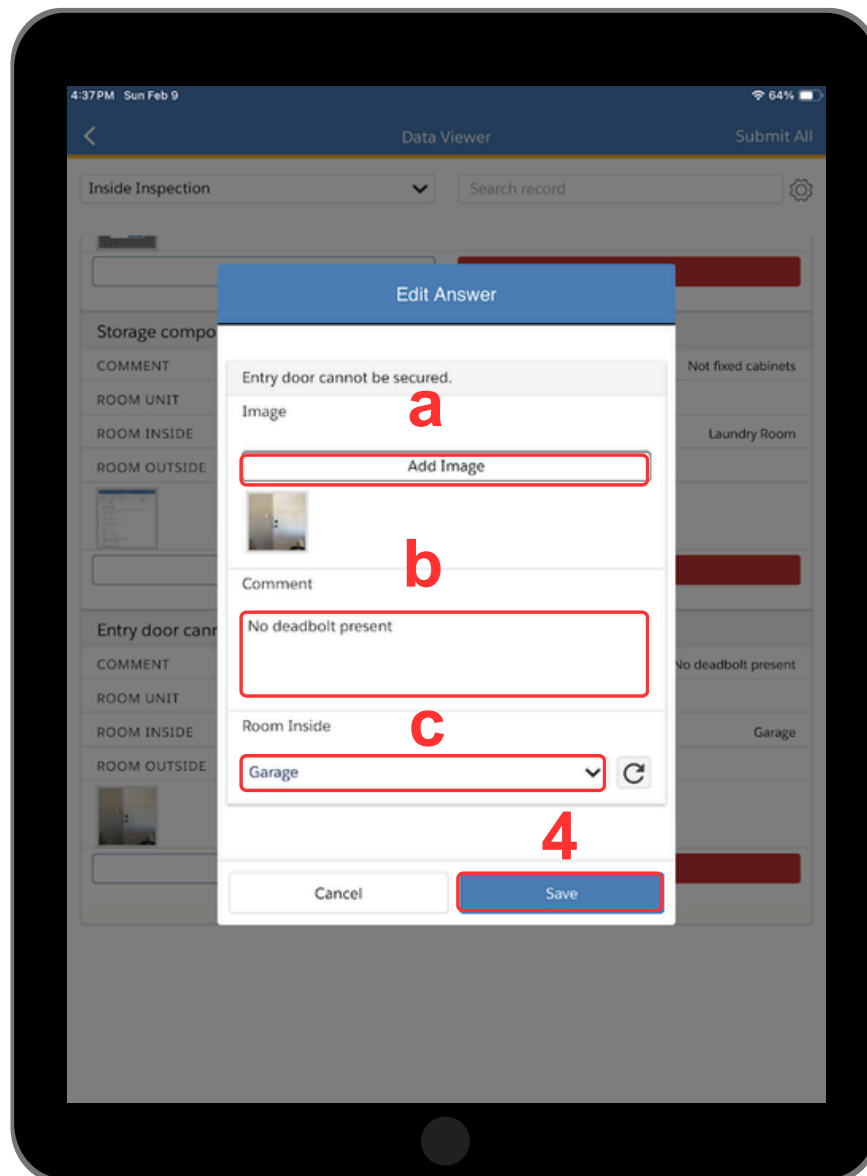 4:37 PM Sun Feb 9 64%
Data Viewer Submit All
Inside Inspection Search record
Edit Answer
Storage compo
COMMENT Not fixed cabinets
ROOM UNIT
ROOM INSIDE Laundry Room
ROOM OUTSIDE
Entry door cannot be secured.
a
Image
Add Image
b
Comment
No deadbolt present
Entry door cann
COMMENT No deadbolt present
ROOM UNIT
c
Room Inside
ROOM INSIDE Garage
Garage
ROOM OUTSIDE
4
Cancel Save